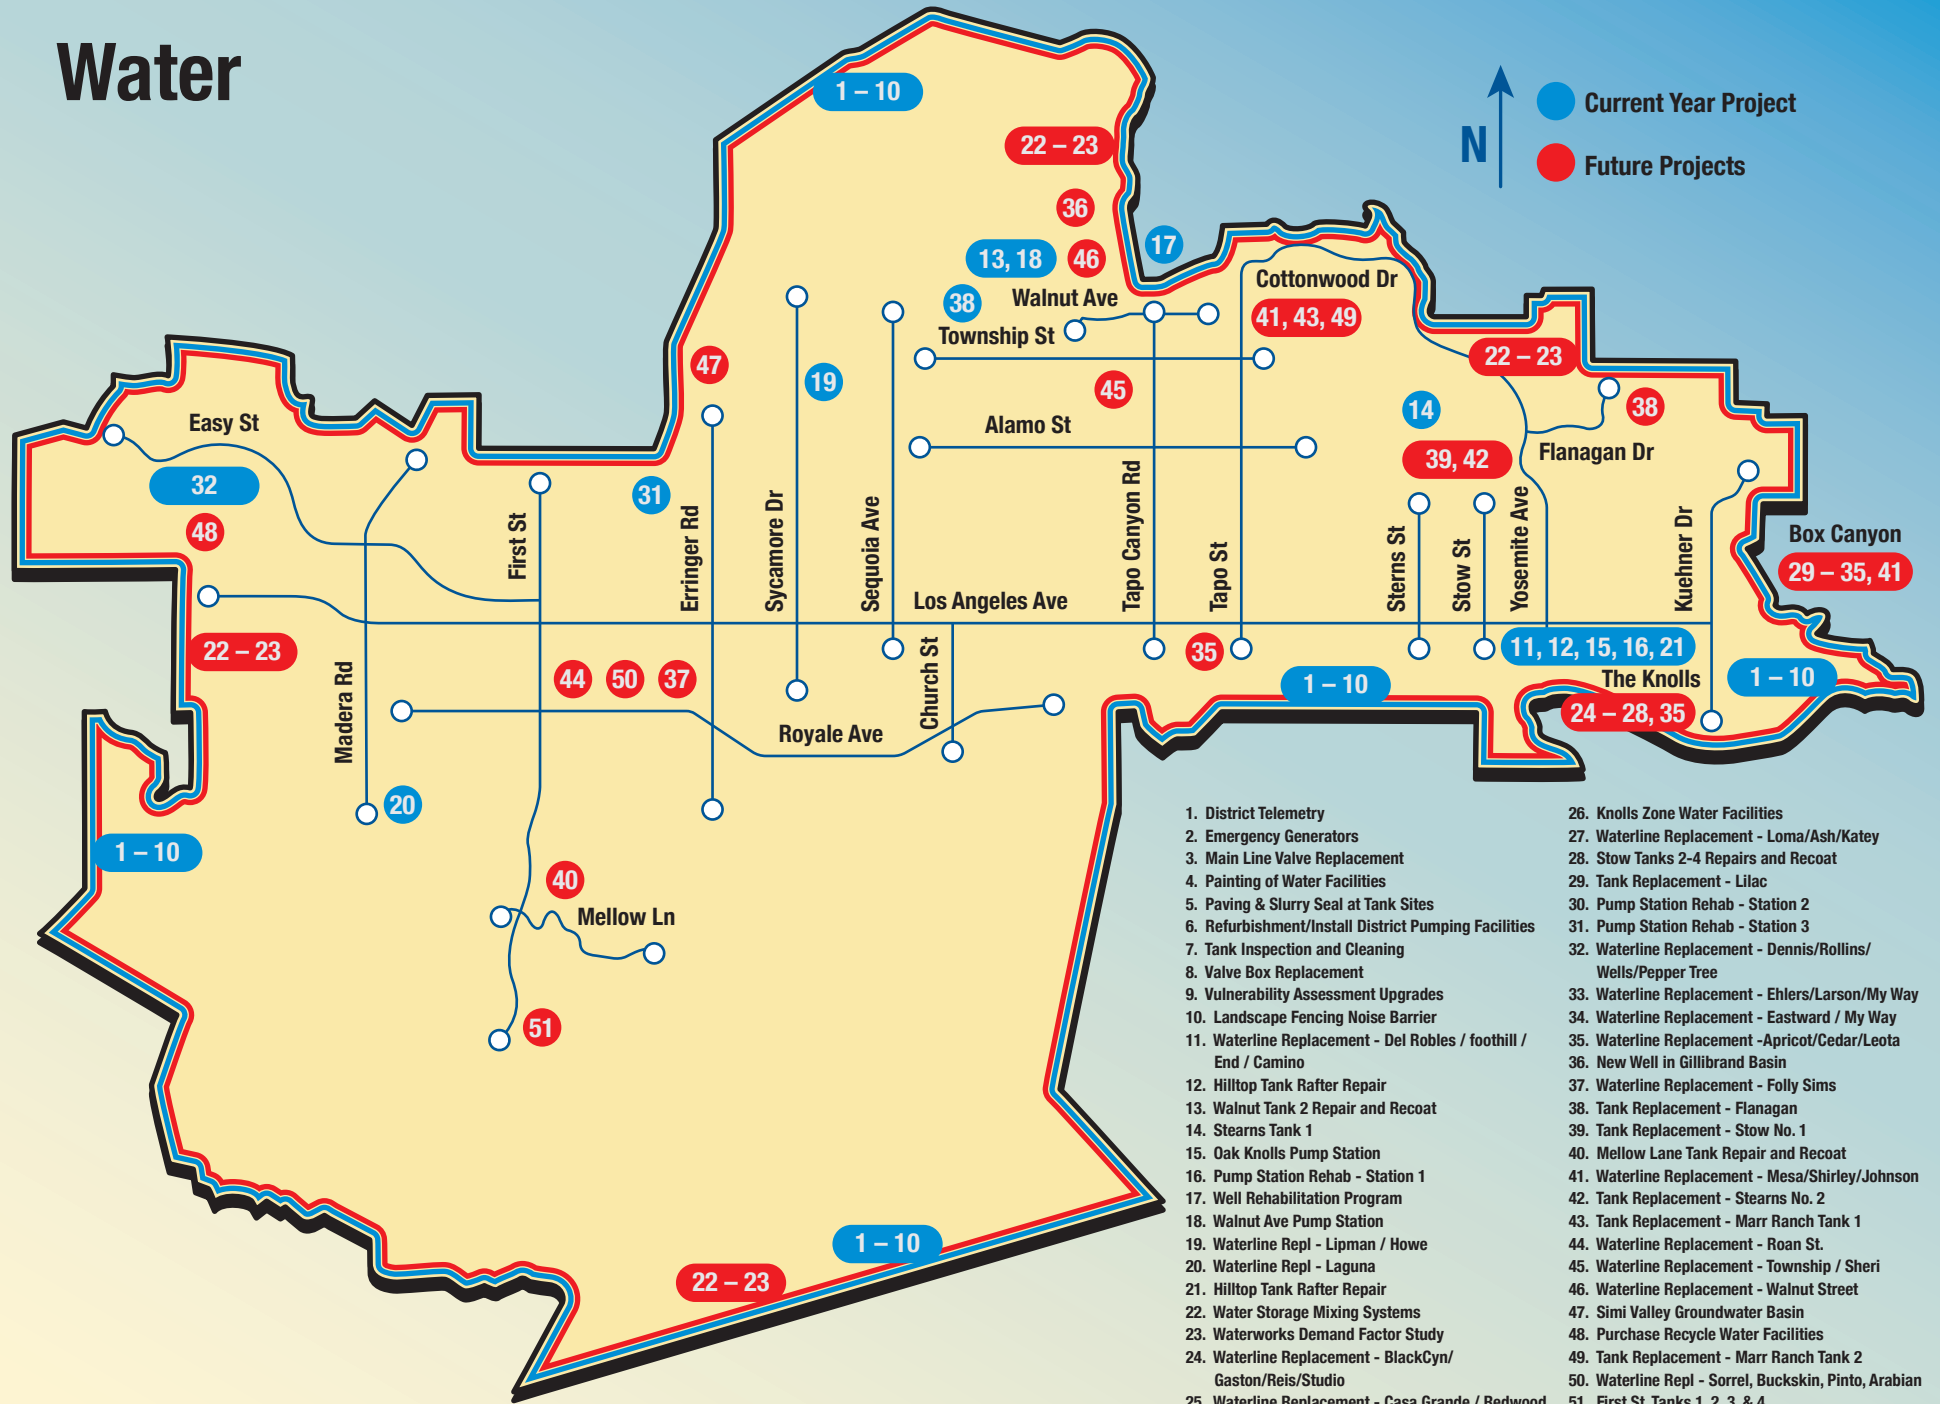 Water
N
Current Year Project
Future Projects
1 – 10
22 – 23
36
17
13, 18
46
38
Walnut Ave
Township St
Cottonwood Dr
41, 43, 49
47
19
45
22 – 23
14
38
Easy St
Alamo St
39, 42
Flanagan Dr
32
31
48
First St
Erringer Rd
Sycamore Dr
Sequoia Ave
Tapo Canyon Rd
Tapo St
Sterns St
Stow St
Yosemite Ave
Kuehner Dr
Box Canyon
29 – 35, 41
Los Angeles Ave
22 – 23
Madera Rd
44
50
37
Church St
35
11, 12, 15, 16, 21
1 – 10
The Knolls
1 – 10
24 – 28, 35
Royale Ave
20
1 – 10
40
Mellow Ln
51
1 – 10
22 – 23
1. District Telemetry
2. Emergency Generators
3. Main Line Valve Replacement
4. Painting of Water Facilities
5. Paving & Slurry Seal at Tank Sites
6. Refurbishment/Install District Pumping Facilities
7. Tank Inspection and Cleaning
8. Valve Box Replacement
9. Vulnerability Assessment Upgrades
10. Landscape Fencing Noise Barrier
11. Waterline Replacement - Del Robles / foothill /
End / Camino
12. Hilltop Tank Rafter Repair
13. Walnut Tank 2 Repair and Recoat
14. Stearns Tank 1
15. Oak Knolls Pump Station
16. Pump Station Rehab - Station 1
17. Well Rehabilitation Program
18. Walnut Ave Pump Station
19. Waterline Repl - Lipman / Howe
20. Waterline Repl - Laguna
21. Hilltop Tank Rafter Repair
22. Water Storage Mixing Systems
23. Waterworks Demand Factor Study
24. Waterline Replacement - BlackCyn/
Gaston/Reis/Studio
25. Waterline Replacement - Casa Grande / Redwood
26. Knolls Zone Water Facilities
27. Waterline Replacement - Loma/Ash/Katey
28. Stow Tanks 2-4 Repairs and Recoat
29. Tank Replacement - Lilac
30. Pump Station Rehab - Station 2
31. Pump Station Rehab - Station 3
32. Waterline Replacement - Dennis/Rollins/
Wells/Pepper Tree
33. Waterline Replacement - Ehlers/Larson/My Way
34. Waterline Replacement - Eastward / My Way
35. Waterline Replacement -Apricot/Cedar/Leota
36. New Well in Gillibrand Basin
37. Waterline Replacement - Folly Sims
38. Tank Replacement - Flanagan
39. Tank Replacement - Stow No. 1
40. Mellow Lane Tank Repair and Recoat
41. Waterline Replacement - Mesa/Shirley/Johnson
42. Tank Replacement - Stearns No. 2
43. Tank Replacement - Marr Ranch Tank 1
44. Waterline Replacement - Roan St.
45. Waterline Replacement - Township / Sheri
46. Waterline Replacement - Walnut Street
47. Simi Valley Groundwater Basin
48. Purchase Recycle Water Facilities
49. Tank Replacement - Marr Ranch Tank 2
50. Waterline Repl - Sorrel, Buckskin, Pinto, Arabian
51. First St. Tanks 1, 2, 3, & 4